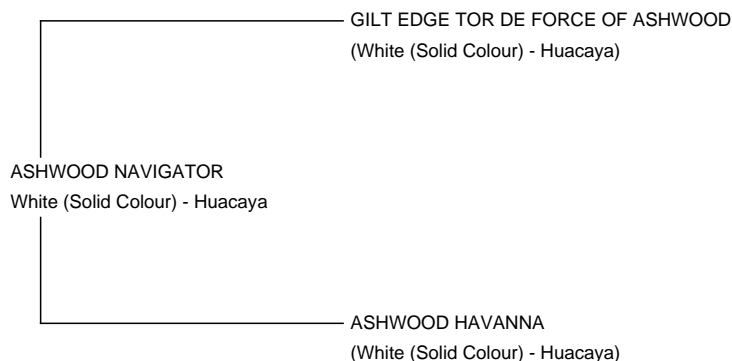 GILT EDGE TOR DE FORCE OF ASHWOOD
(White (Solid Colour) - Huacaya)
ASHWOOD NAVIGATOR
White (Solid Colour) - Huacaya
ASHWOOD HAVANNA
(White (Solid Colour) - Huacaya)